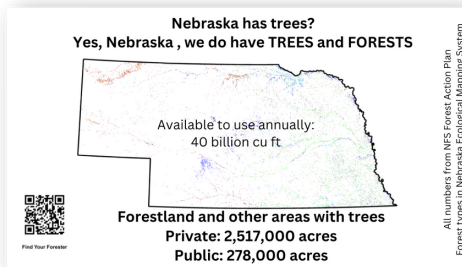 Nebraska has trees?
Yes, Nebraska , we do have TREES and FORESTS
Available to use annually:
40 billion cu ft
Find Your Forester
Forestland and other areas with trees
Private: 2,517,000 acres
Public: 278,000 acres
All numbers from NFS Forest Action Plan
Forest types in Nebraska Ecological Mapping System